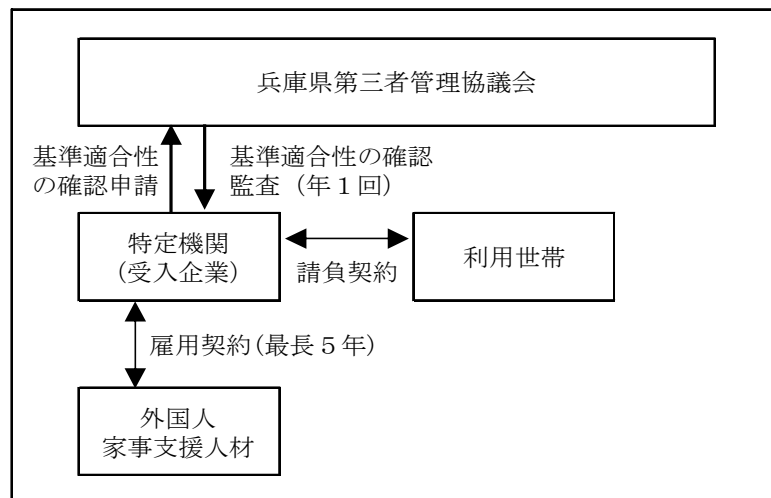 兵庫県第三者管理協議会
基準適合性
の確認申請
基準適合性の確認
監査（年１回）
特定機関
(受入企業)
請負契約
利用世帯
雇用契約(最長５年)
外国人
家事支援人材